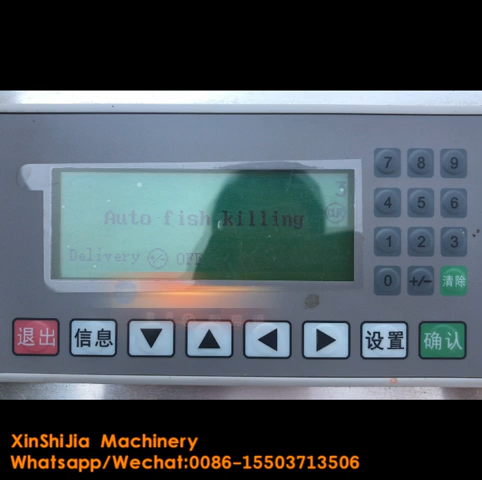 7 8 9
4 5 6
Auto fish killing
1 2 3
Delivery +/- OFF
0 +/- 清除
退出 信息 设置 确认
XinShiJia Machinery
Whatsapp/Wechat:0086-15503713506